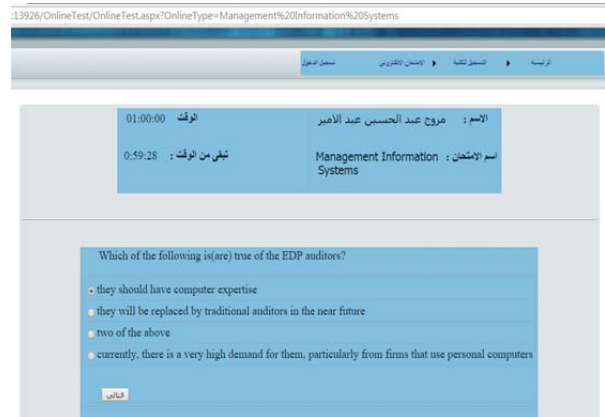 :13926/OnlineTest/OnlineTest.aspx?OnlineType=Management%20Information%20Systems
الرئيسية التسجيل للطلبة الامتحان الالكتروني تسجيل الدخول
الاسم : مروج عبد الحسين عبد الامير الوقت 01:00:00
اسم الامتحان : Management Information Systems تبقى من الوقت : 0:59:28
Which of the following is(are) true of the EDP auditors?
they should have computer expertise
they will be replaced by traditional auditors in the near future
two of the above
currently, there is a very high demand for them, particularly from firms that use personal computers
التالي